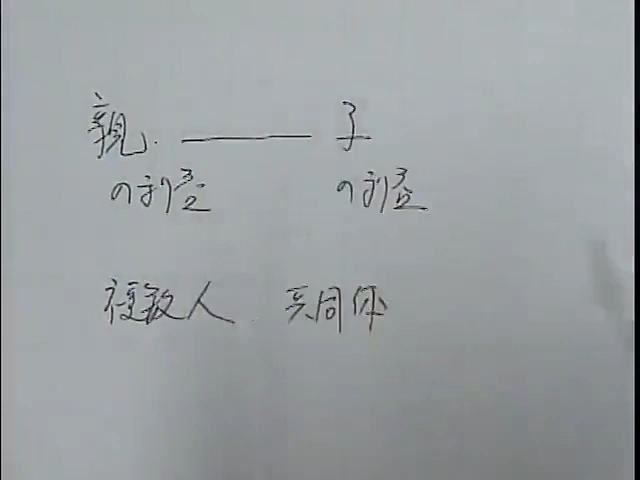 親 ── 子
の利益 の利益
複数人 共同体